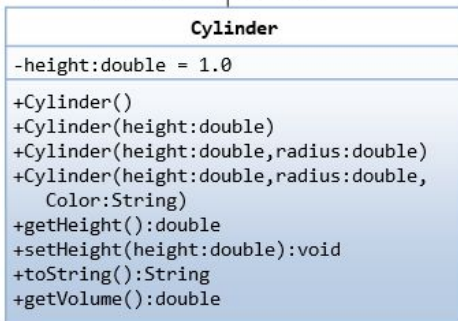 Cylinder
-height:double = 1.0
+Cylinder()
+Cylinder(height:double)
+Cylinder(height:double,radius:double)
+Cylinder(height:double,radius:double,
Color:String)
+getHeight():double
+setHeight(height:double):void
+toString():String
+getVolume():double